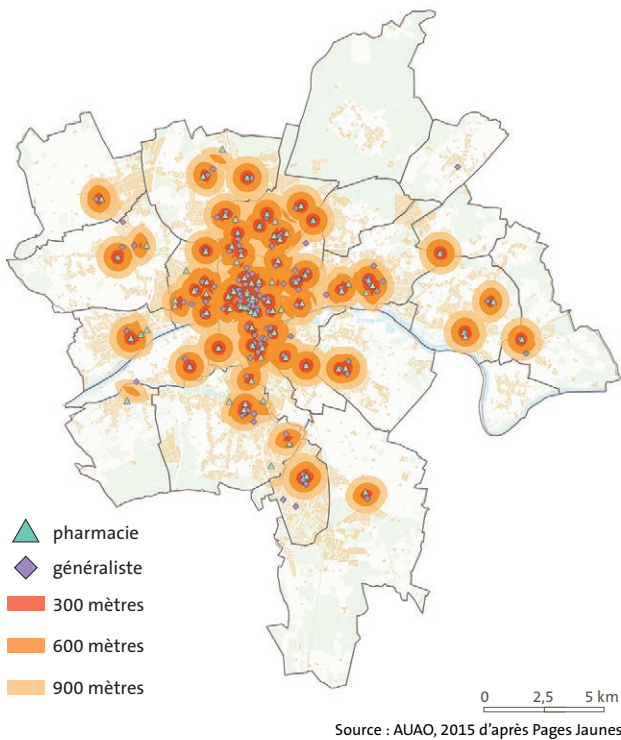 pharmacie
généraliste
300 mètres
600 mètres
900 mètres
0 2,5 5 km
Source : AUAO, 2015 d'après Pages Jaunes